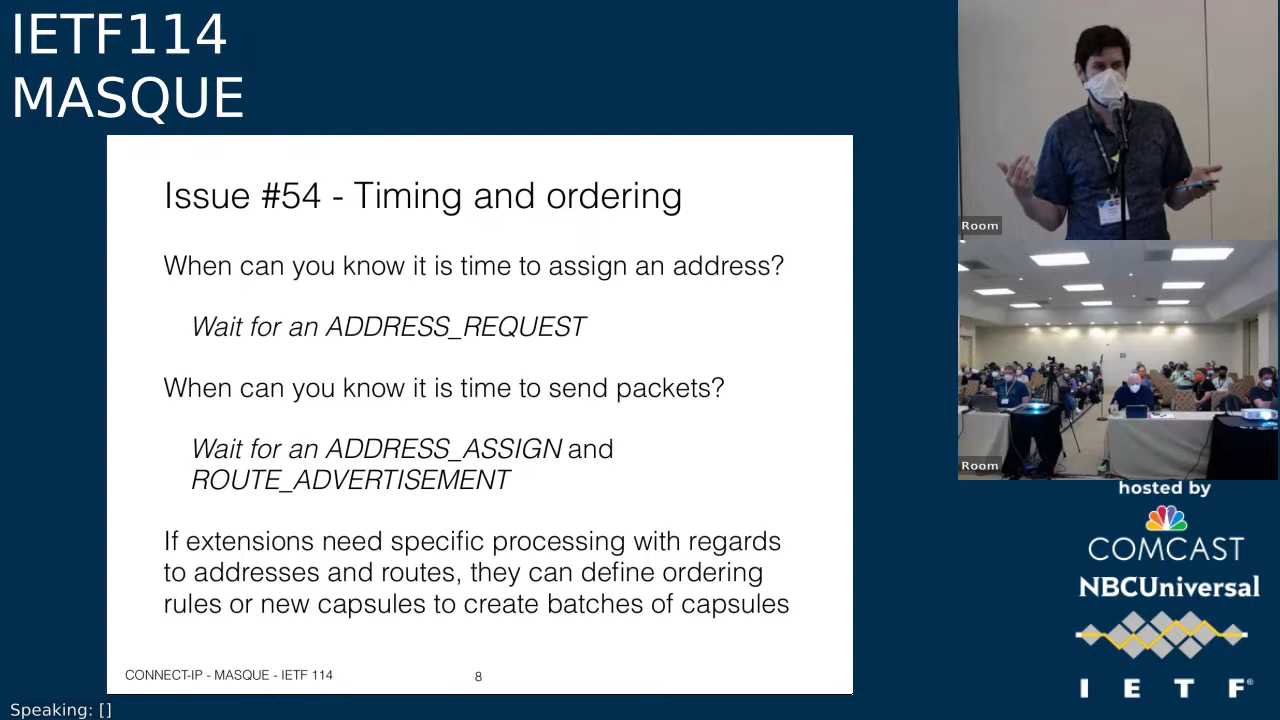 IETF114
MASQUE
Issue #54 - Timing and ordering
When can you know it is time to assign an address?
Wait for an ADDRESS_REQUEST
When can you know it is time to send packets?
Wait for an ADDRESS_ASSIGN and
ROUTE_ADVERTISEMENT
If extensions need specific processing with regards
to addresses and routes, they can define ordering
rules or new capsules to create batches of capsules
CONNECT-IP - MASQUE - IETF 114
8
Speaking: []
Room
Room
hosted by
COMCAST
NBCUniversal
I E T F®